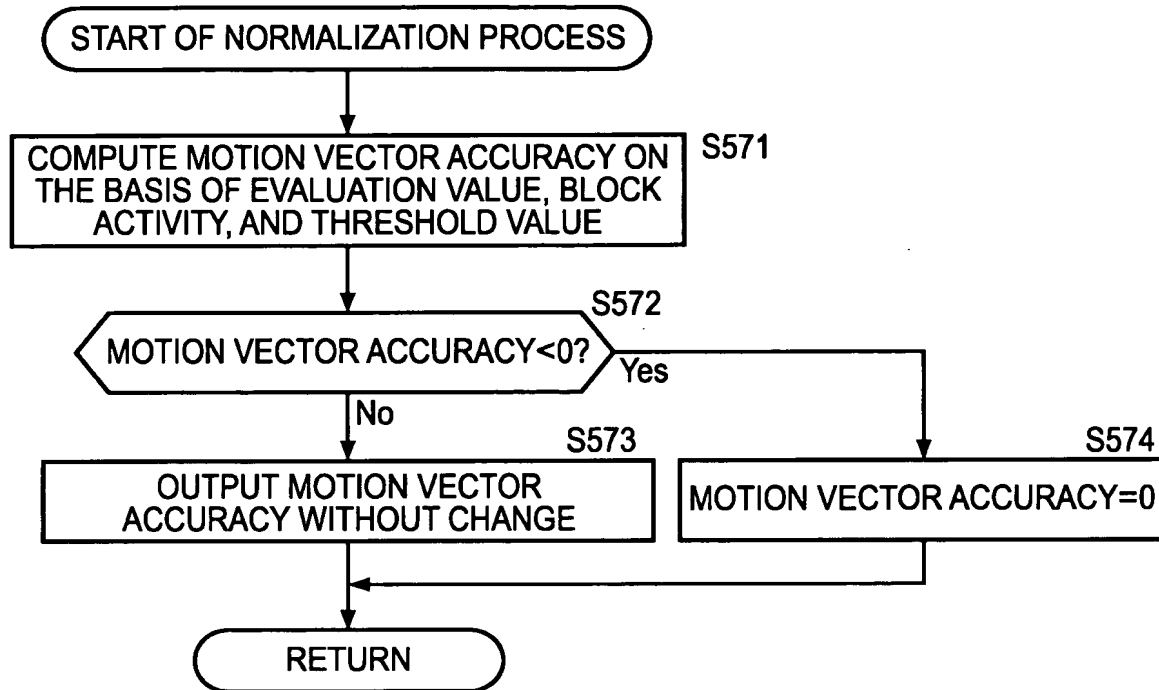 START OF NORMALIZATION PROCESS
S571
COMPUTE MOTION VECTOR ACCURACY ON
THE BASIS OF EVALUATION VALUE, BLOCK
ACTIVITY, AND THRESHOLD VALUE
S572
MOTION VECTOR ACCURACY<0?
Yes
No
S573
OUTPUT MOTION VECTOR
ACCURACY WITHOUT CHANGE
S574
MOTION VECTOR ACCURACY=0
RETURN